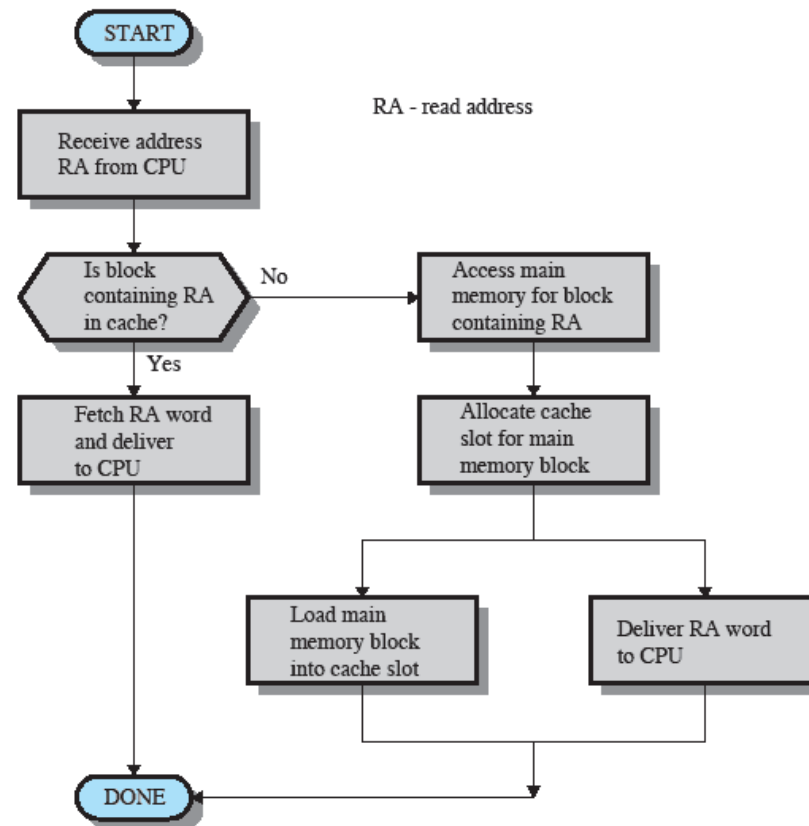 START
RA - read address
Receive address
RA from CPU
Is block
containing RA
in cache?
No
Access main
memory for block
containing RA
Yes
Fetch RA word
and deliver
to CPU
Allocate cache
slot for main
memory block
Load main
memory block
into cache slot
Deliver RA word
to CPU
DONE